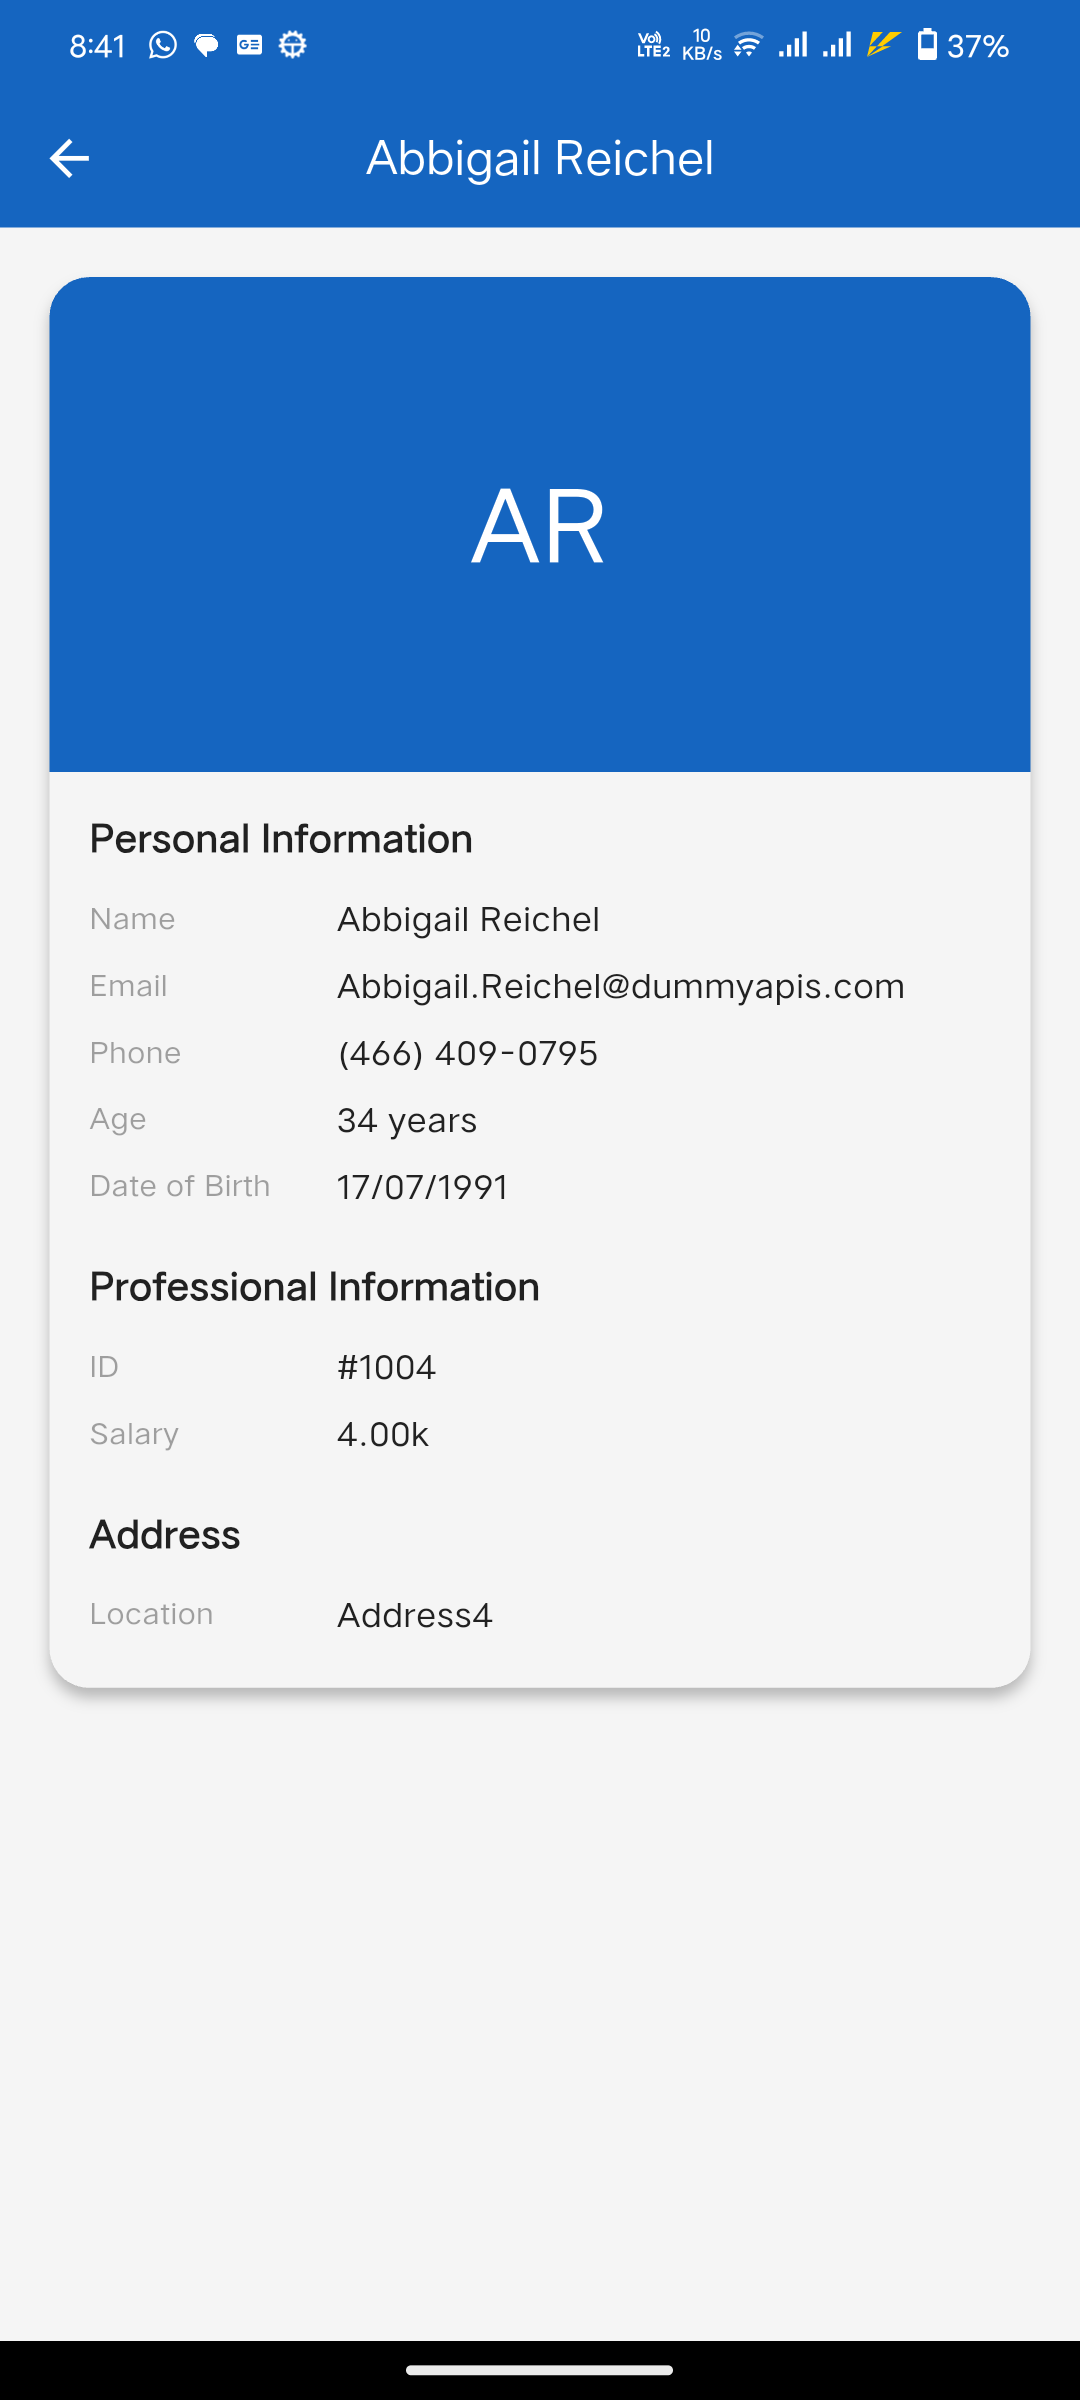 8:41
Vo)) LTE2 10 KB/s 37%
Abbigail Reichel
AR
Personal Information
Name Abbigail Reichel
Email Abbigail.Reichel@dummyapis.com
Phone (466) 409-0795
Age 34 years
Date of Birth 17/07/1991
Professional Information
ID #1004
Salary 4.00k
Address
Location Address4